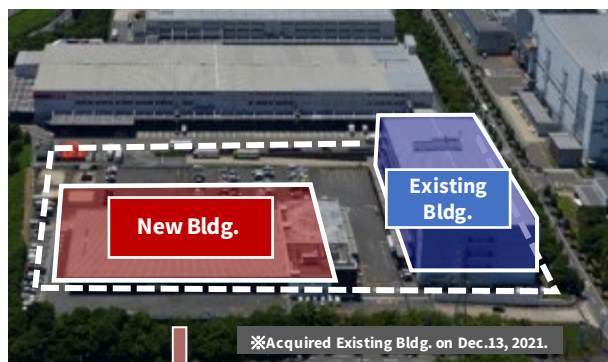 Existing
Bldg.
New Bldg.
※Acquired Existing Bldg. on Dec.13, 2021.